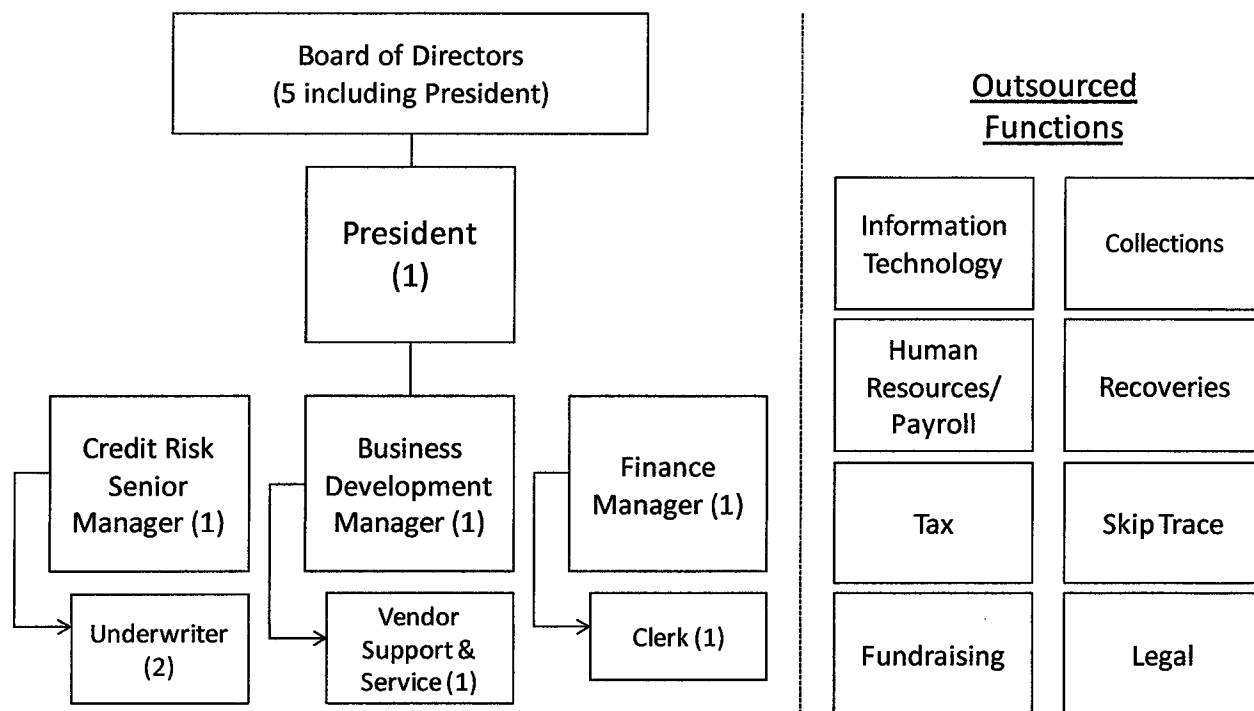 Board of Directors
(5 including President)
President
(1)
Credit Risk
Senior
Manager (1)
Business
Development
Manager (1)
Finance
Manager (1)
Underwriter
(2)
Vendor
Support &
Service (1)
Clerk (1)
Outsourced
Functions
Information
Technology
Collections
Human
Resources/
Payroll
Recoveries
Tax
Skip Trace
Fundraising
Legal